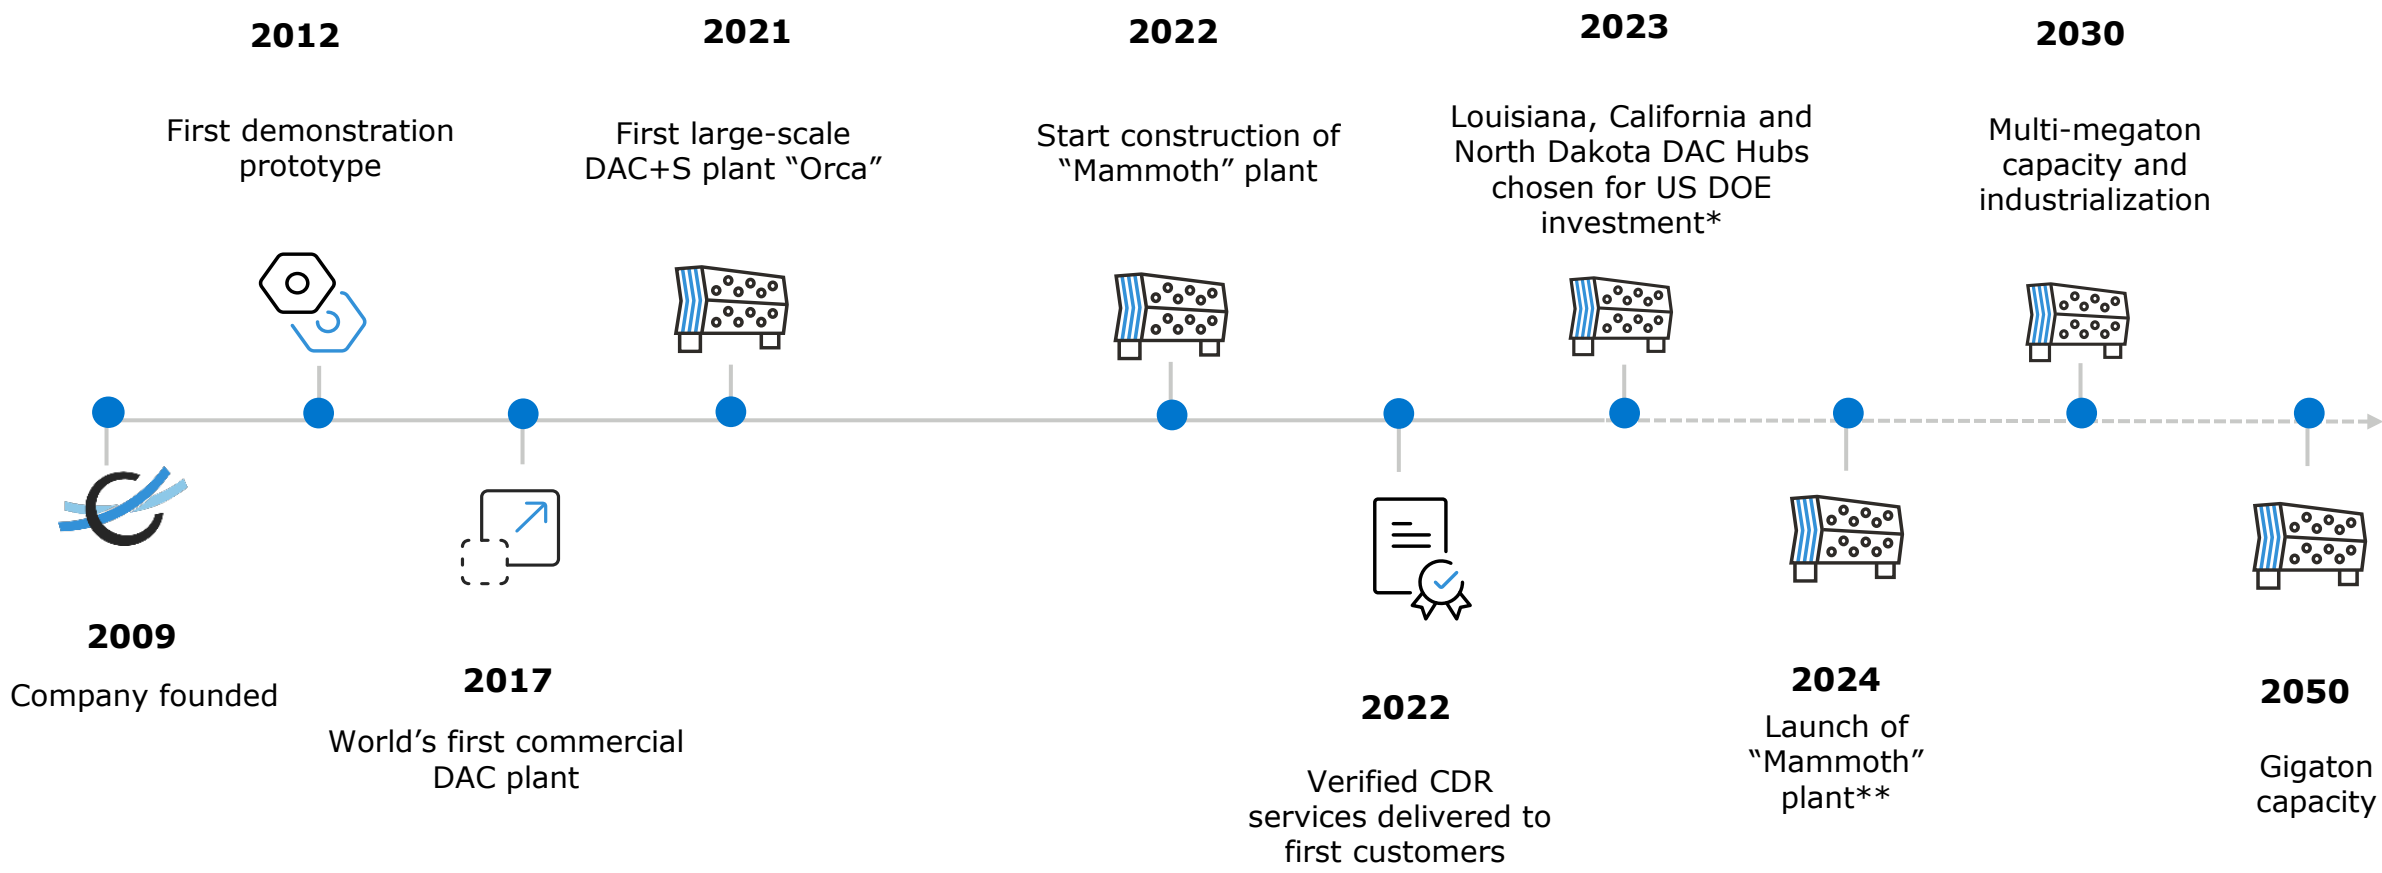 2012
First demonstration
prototype
2021
First large-scale
DAC+S plant “Orca”
2022
Start construction of
“Mammoth” plant
2023
Louisiana, California and
North Dakota DAC Hubs
chosen for US DOE
investment*
2030
Multi-megaton
capacity and
industrialization
2009
Company founded
2017
World’s first commercial
DAC plant
2022
Verified CDR
services delivered to
first customers
2024
Launch of
“Mammoth”
plant**
2050
Gigaton
capacity